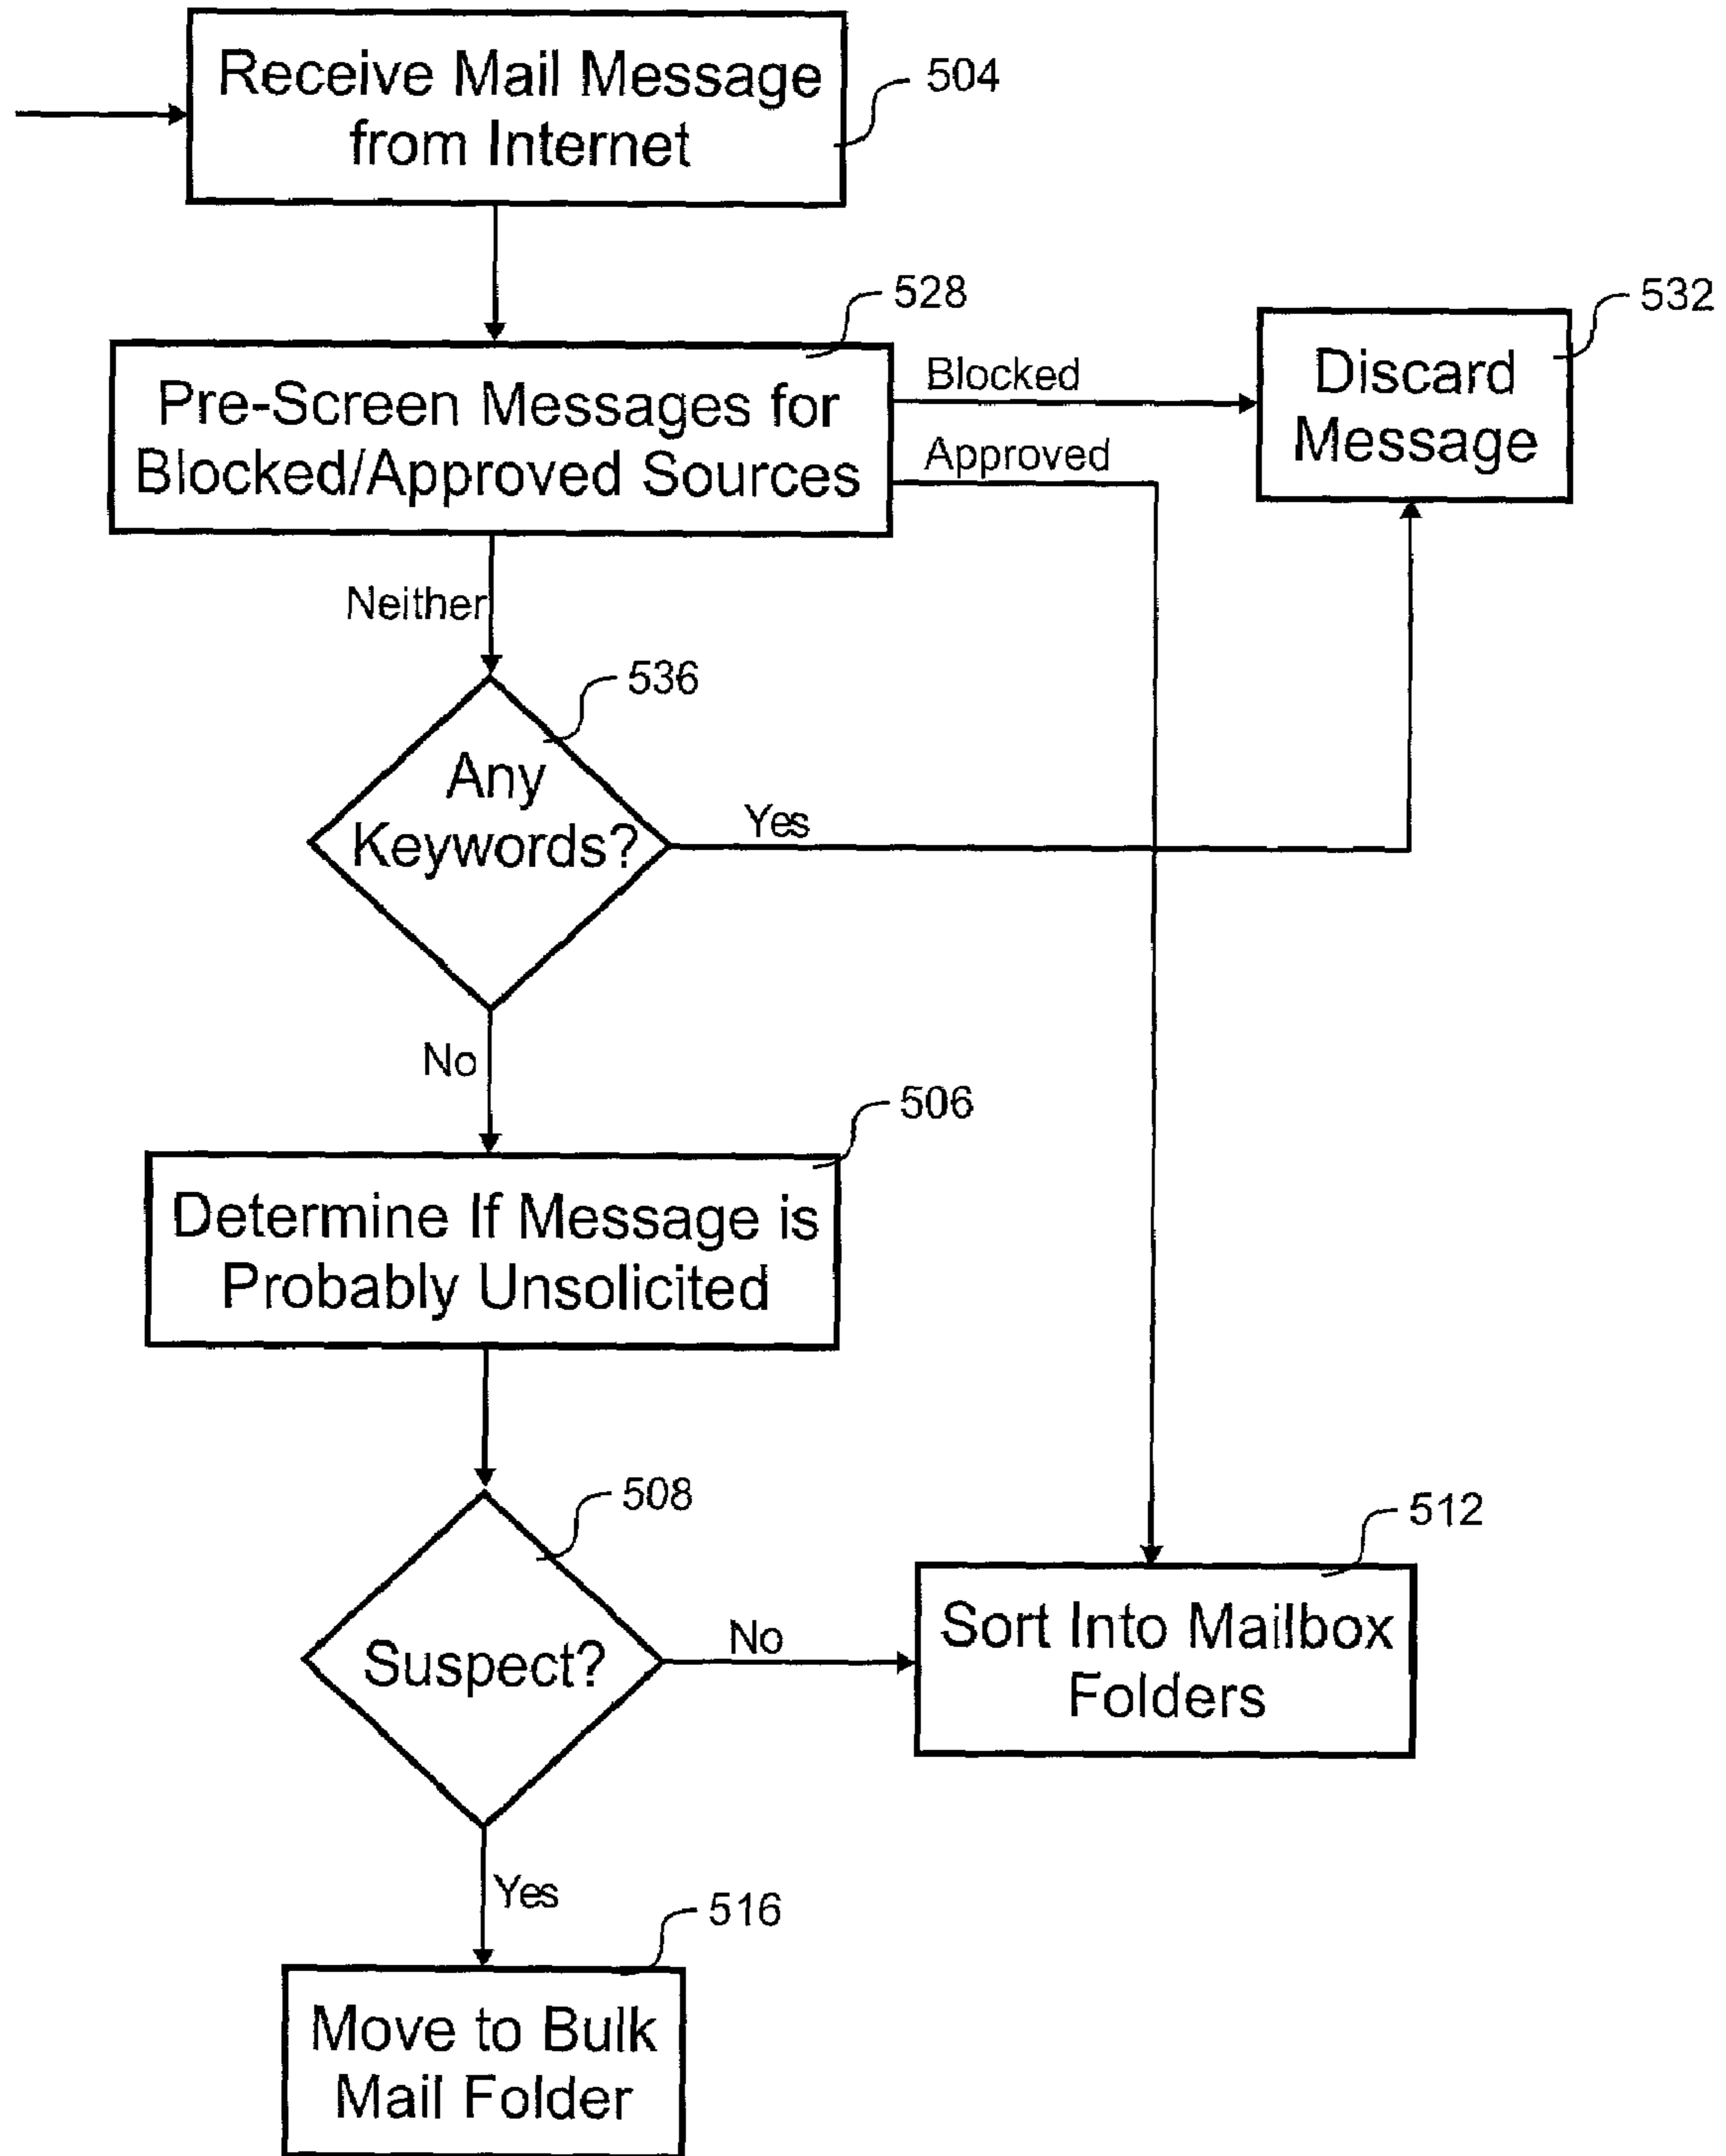 Receive Mail Message
from Internet
504
528
Pre-Screen Messages for
Blocked/Approved Sources
Blocked
Approved
532
Discard
Message
Neither
536
Any
Keywords?
Yes
No
506
Determine If Message is
Probably Unsolicited
508
Suspect?
No
512
Sort Into Mailbox
Folders
Yes
516
Move to Bulk
Mail Folder